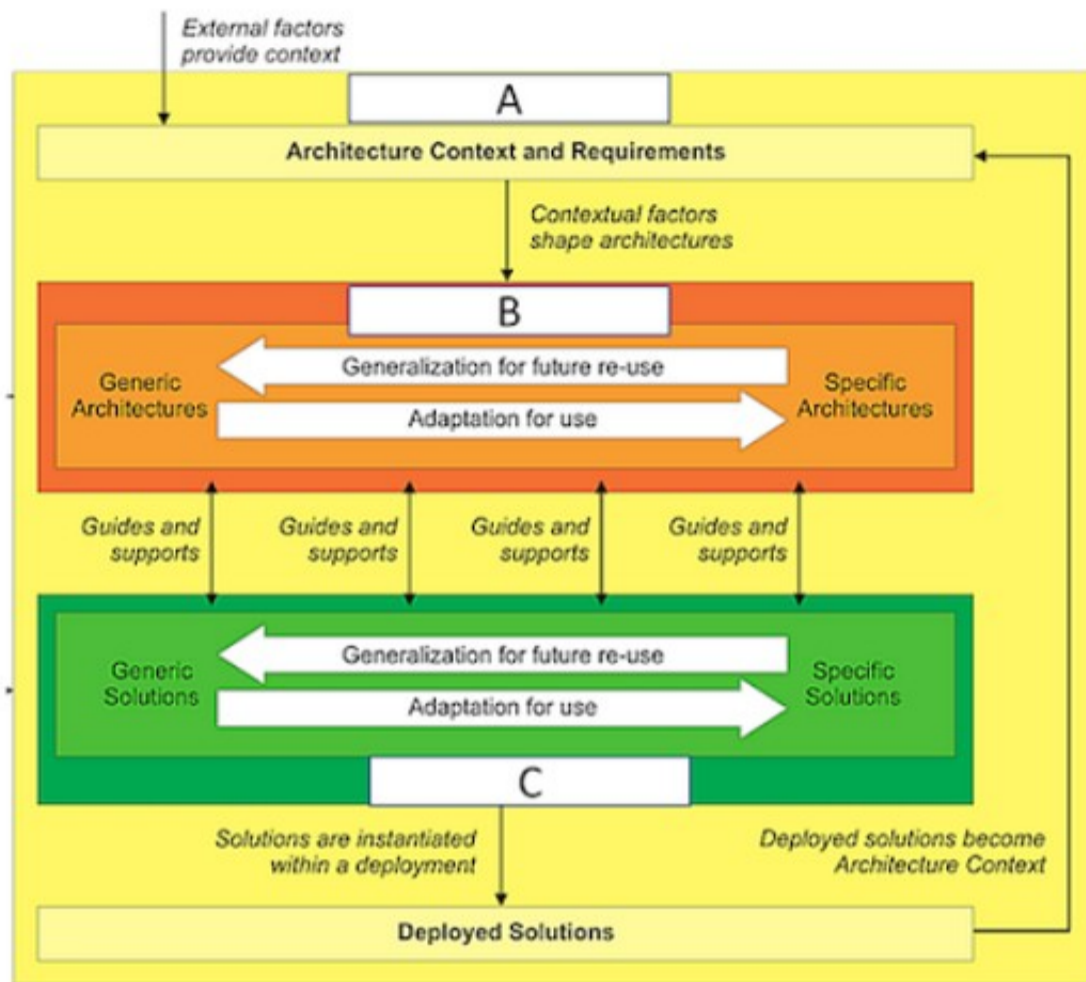 External factors
provide context
A
Architecture Context and Requirements
Contextual factors
shape architectures
B
Generic
Architectures
Generalization for future re-use
Adaptation for use
Specific
Architectures
Guides and
supports
Guides and
supports
Guides and
supports
Guides and
supports
Generic
Solutions
Generalization for future re-use
Adaptation for use
Specific
Solutions
C
Solutions are instantiated
within a deployment
Deployed solutions become
Architecture Context
Deployed Solutions